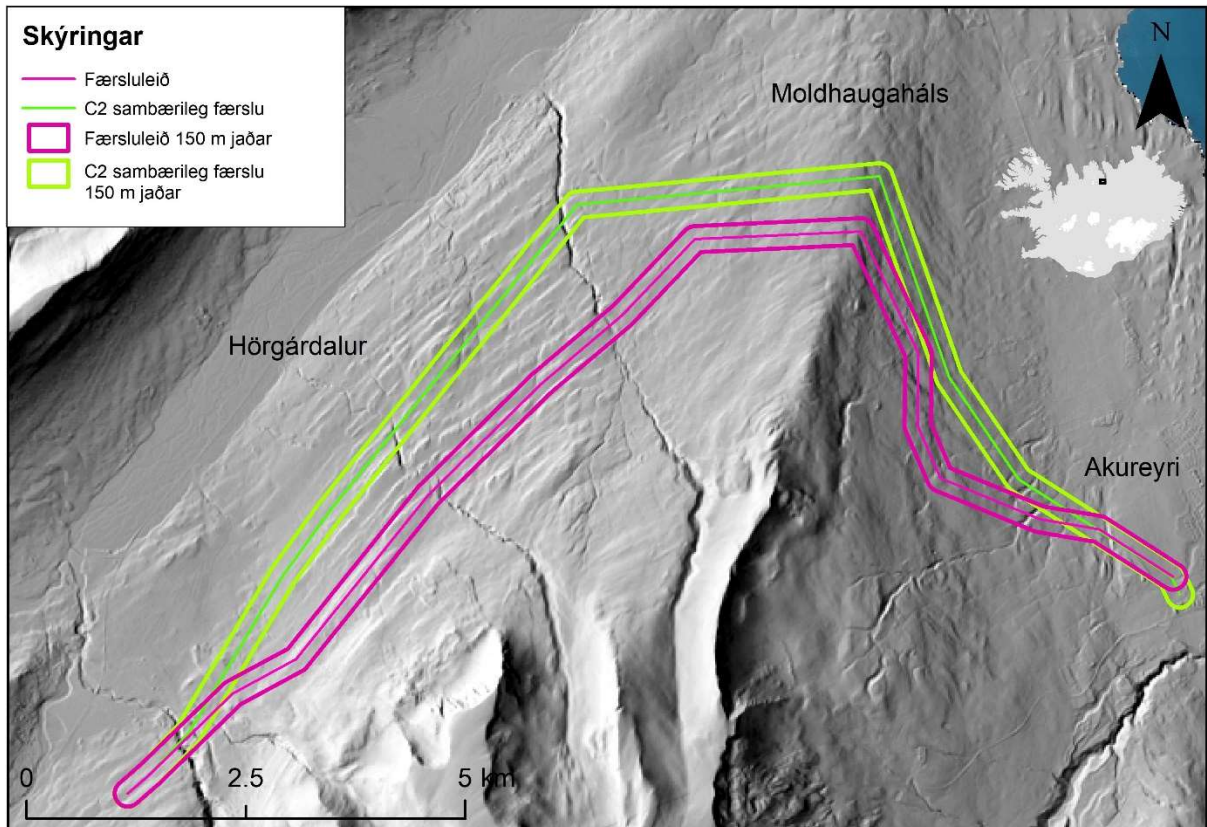 Skýringar
Færsluleið
C2 sambærileg færslu
Færsluleið 150 m jaðar
C2 sambærileg færslu
150 m jaðar
N
Moldhaugaháls
Hörgárdalur
Akureyri
0 2.5 5 km